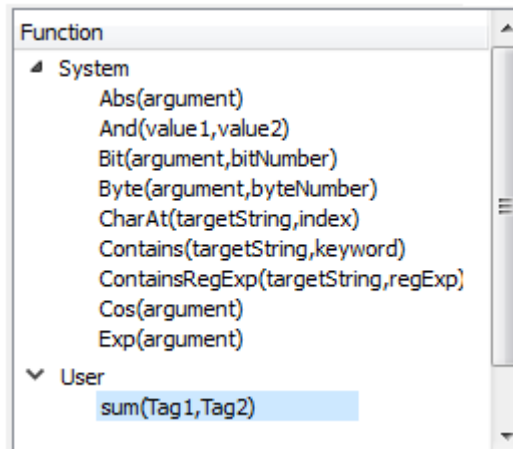 Function
System
Abs(argument)
And(value1,value2)
Bit(argument,bitNumber)
Byte(argument,byteNumber)
CharAt(targetString,index)
Contains(targetString,keyword)
ContainsRegExp(targetString,regExp)
Cos(argument)
Exp(argument)
User
sum(Tag1,Tag2)